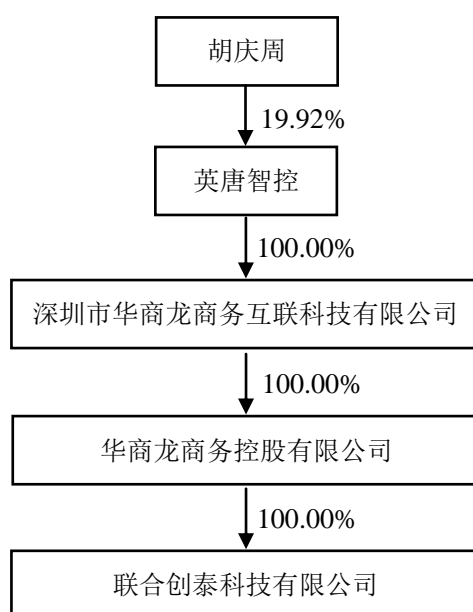 胡庆周
19.92%
英唐智控
100.00%
深圳市华商龙商务互联科技有限公司
100.00%
华商龙商务控股有限公司
100.00%
联合创泰科技有限公司